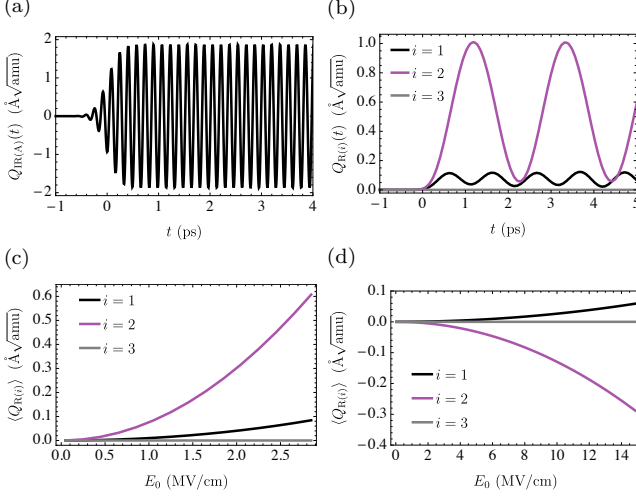 (a)
Q_IR(A)(t) (Å√amu)
2
1
0
−1
−2
−1 0 1 2 3 4
t (ps)
(b)
Q_R(i)(t) (Å√amu)
1.0
0.8
0.6
0.4
0.2
0.0
i = 1
i = 2
i = 3
−1 0 1 2 3 4 5
t (ps)
(c)
⟨Q_R(i)⟩ (Å√amu)
0.6
0.5
0.4
0.3
0.2
0.1
0.0
i = 1
i = 2
i = 3
0.0 0.5 1.0 1.5 2.0 2.5
E_0 (MV/cm)
(d)
⟨Q_R(i)⟩ (Å√amu)
0.1
0.0
−0.1
−0.2
−0.3
−0.4
i = 1
i = 2
i = 3
0 2 4 6 8 10 12 14
E_0 (MV/cm)